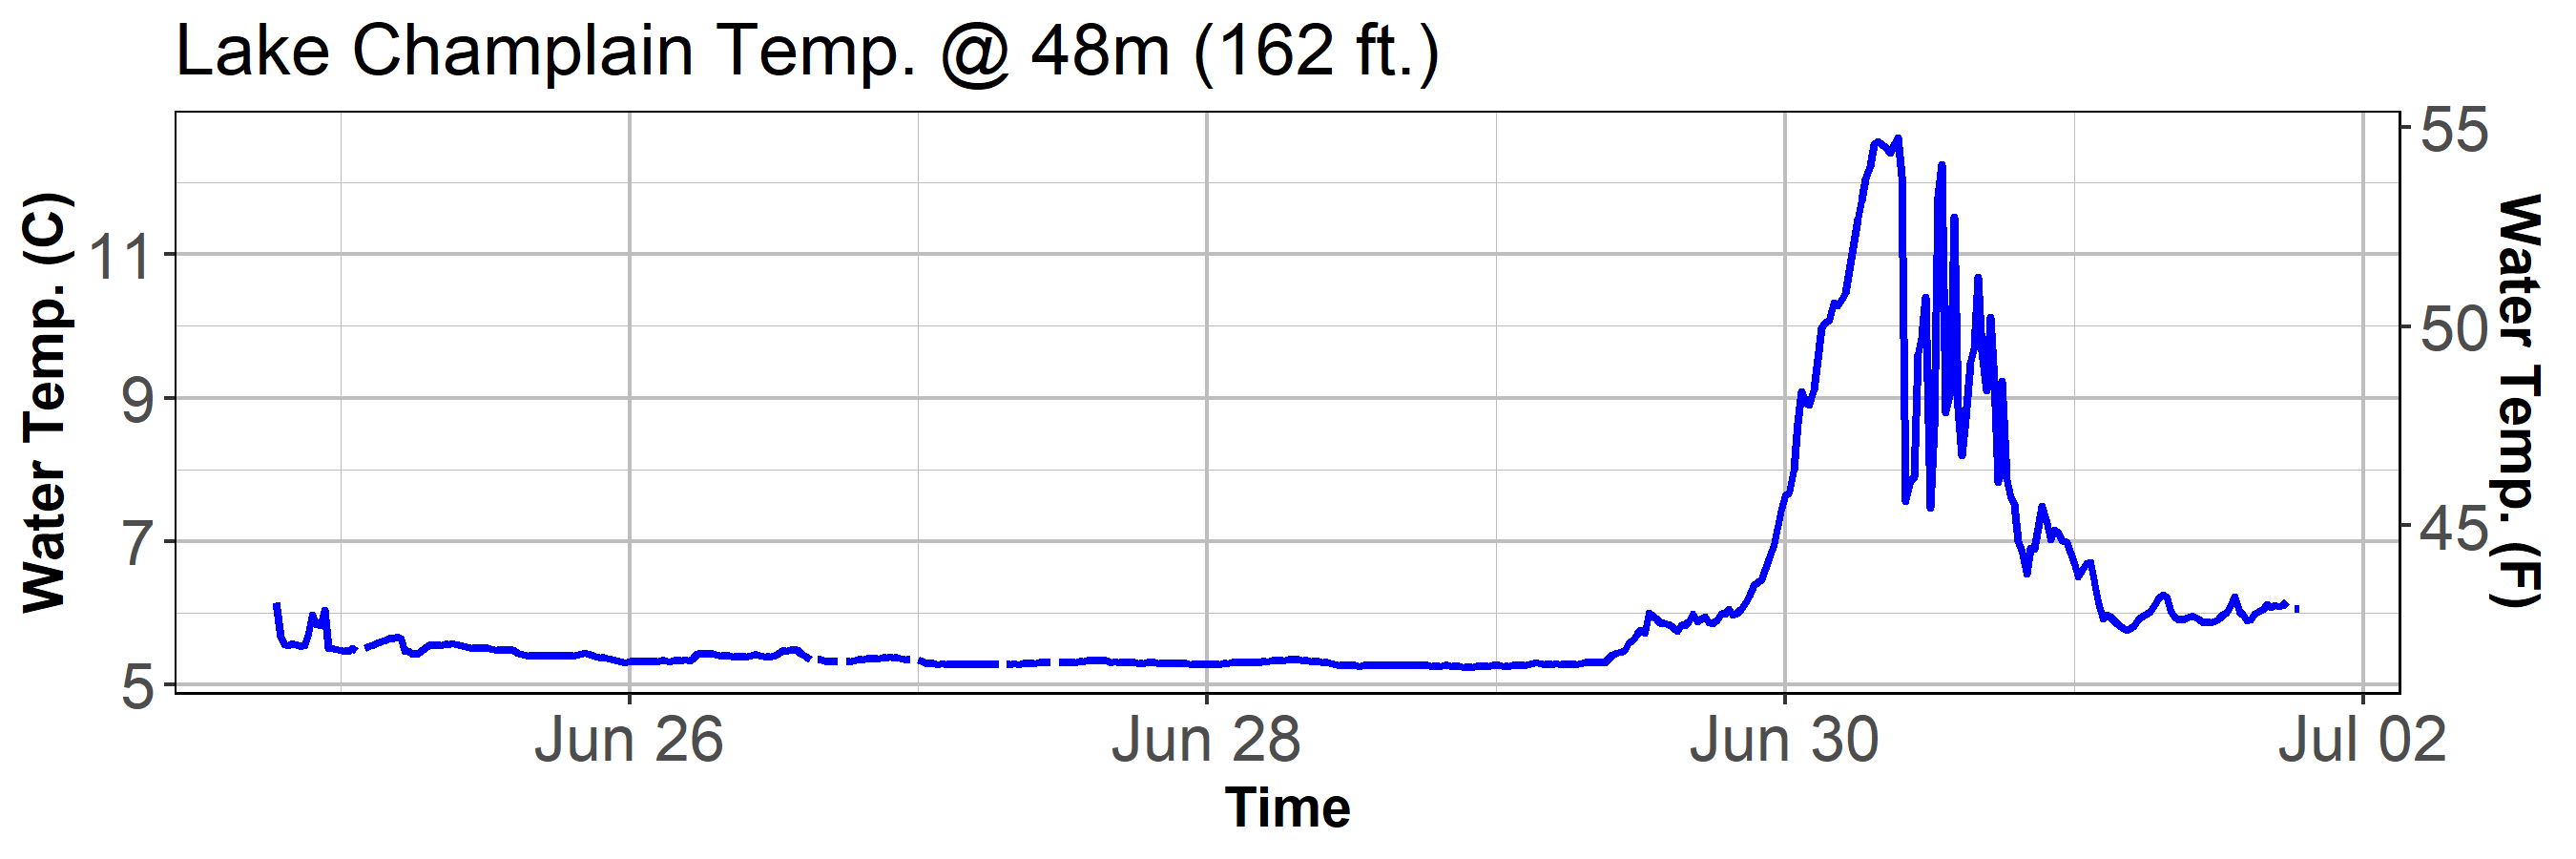 Lake Champlain Temp. @ 48m (162 ft.)
Water Temp. (C)
11
9
7
5
55
50
45
Water Temp. (F)
Jun 26
Jun 28
Jun 30
Jul 02
Time